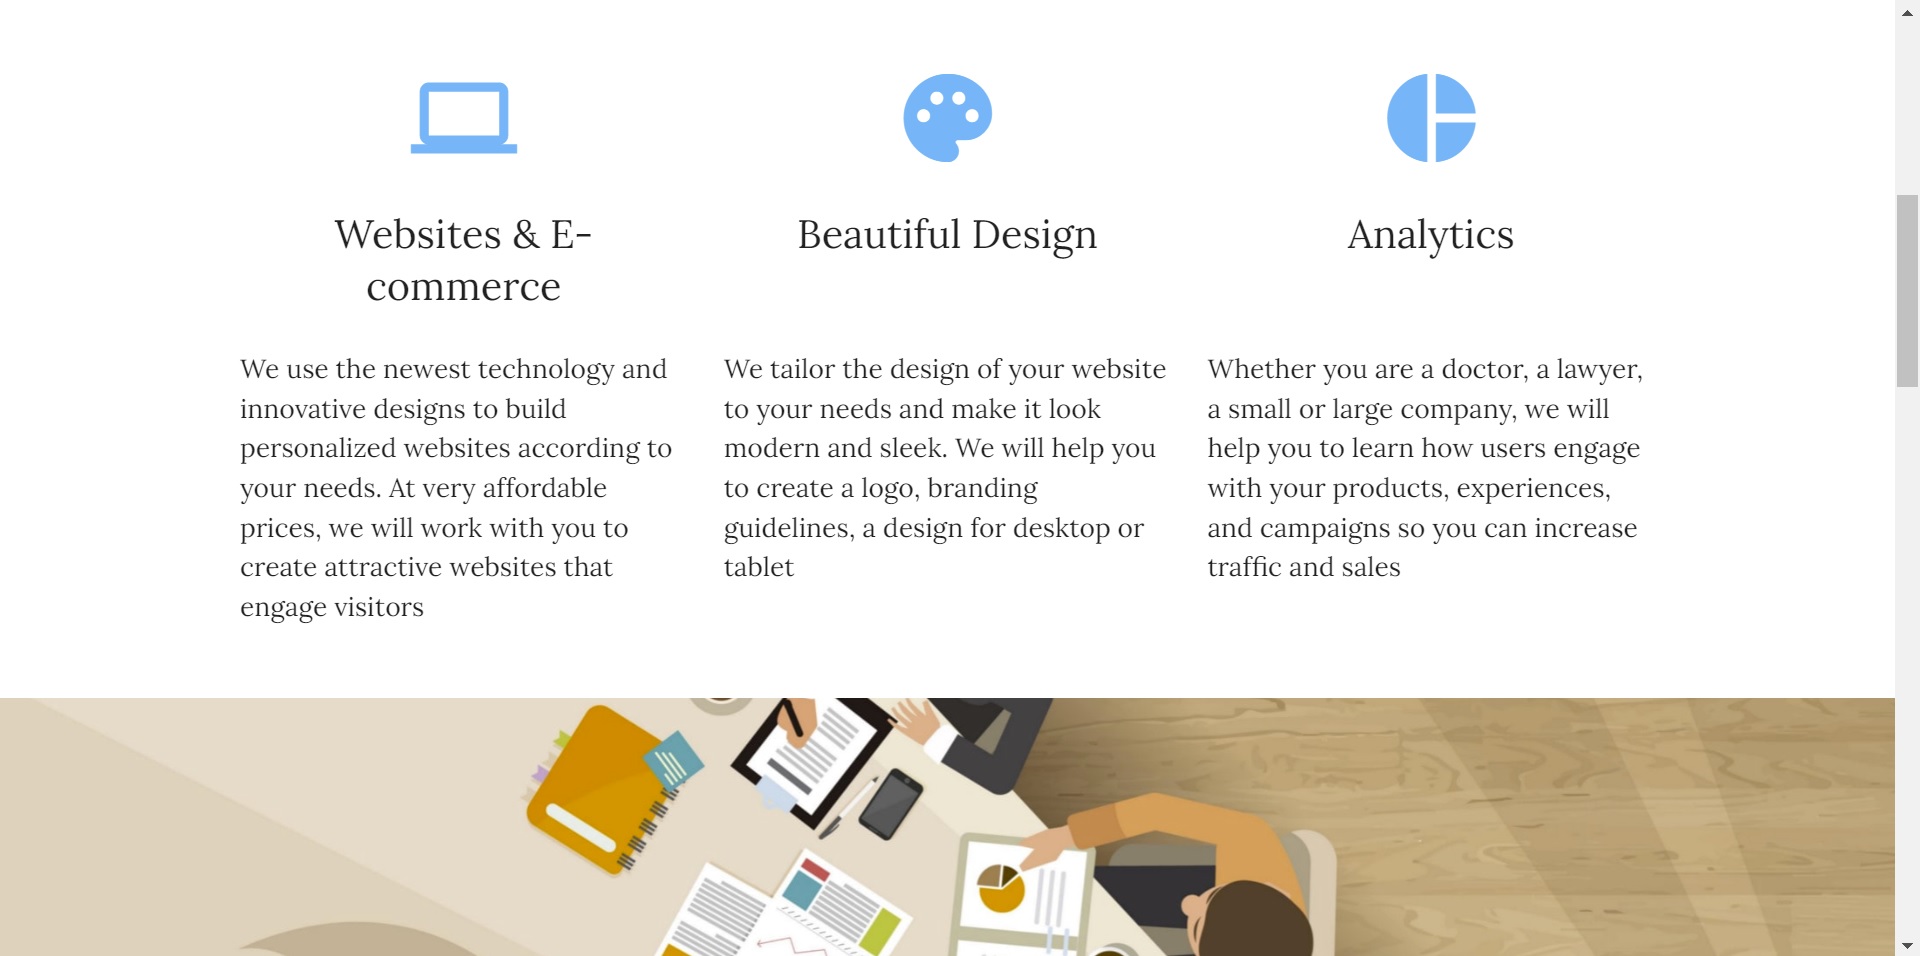 Websites & E-
commerce
We use the newest technology and
innovative designs to build
personalized websites according to
your needs. At very affordable
prices, we will work with you to
create attractive websites that
engage visitors
Beautiful Design
We tailor the design of your website
to your needs and make it look
modern and sleek. We will help you
to create a logo, branding
guidelines, a design for desktop or
tablet
Analytics
Whether you are a doctor, a lawyer,
a small or large company, we will
help you to learn how users engage
with your products, experiences,
and campaigns so you can increase
traffic and sales